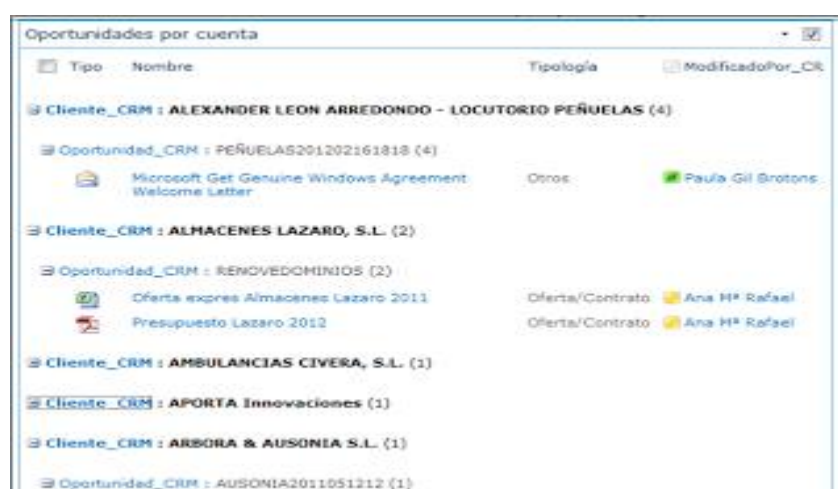 Oportunidades por cuenta
Tipo Nombre Tipología ModificadoPor_CR
Cliente_CRM : ALEXANDER LEON ARREDONDO - LOCUTORIO PEÑUELAS (4)
Oportunidad_CRM : PEÑUELAS201202161818 (4)
Microsoft Get Genuine Windows Agreement Otros Paula Gil Brotons
Welcome Letter
Cliente_CRM : ALMACENES LAZARO, S.L. (2)
Oportunidad_CRM : RENOVEDOMINIOS (2)
Oferta expres Almacenes Lazaro 2011 Oferta/Contrato Ana Mª Rafael
Presupuesto Lazaro 2012 Oferta/Contrato Ana Mª Rafael
Cliente_CRM : AMBULANCIAS CIVERA, S.L. (1)
Cliente_CRM : APORTA Innovaciones (1)
Cliente_CRM : ARBORA & AUSONIA S.L. (1)
Oportunidad_CRM : AUSONIA2011051212 (1)